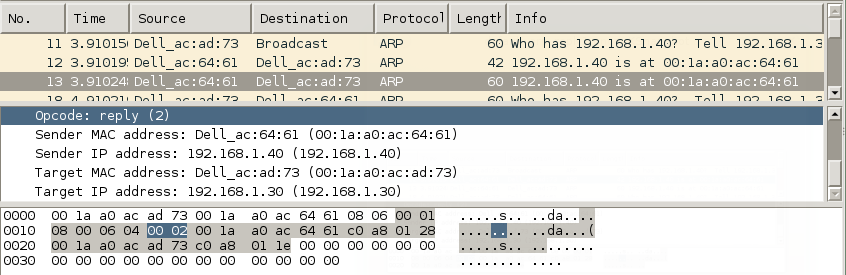 No. Time Source Destination Protocol Length Info
11 3.910150 Dell_ac:ad:73 Broadcast ARP 60 Who has 192.168.1.40? Tell 192.168.1.3
12 3.910195 Dell_ac:64:61 Dell_ac:ad:73 ARP 42 192.168.1.40 is at 00:1a:a0:ac:64:61
13 3.910248 Dell_ac:64:61 Dell_ac:ad:73 ARP 60 192.168.1.40 is at 00:1a:a0:ac:64:61
18 4.910215 Dell_ac:ad:73 Dell_ac:64:61 ARP 60 Who has 192.168.1.40? Tell 192.168.1.3
Opcode: reply (2)
Sender MAC address: Dell_ac:64:61 (00:1a:a0:ac:64:61)
Sender IP address: 192.168.1.40 (192.168.1.40)
Target MAC address: Dell_ac:ad:73 (00:1a:a0:ac:ad:73)
Target IP address: 192.168.1.30 (192.168.1.30)
0000 00 1a a0 ac ad 73 00 1a a0 ac 64 61 08 06 00 01 .....s.. ..da....
0010 08 00 06 04 00 02 00 1a a0 ac 64 61 c0 a8 01 28 ........ ..da...(
0020 00 1a a0 ac ad 73 c0 a8 01 1e 00 00 00 00 00 00 .....s.. ........
0030 00 00 00 00 00 00 00 00 00 00 00 00 ........ ....